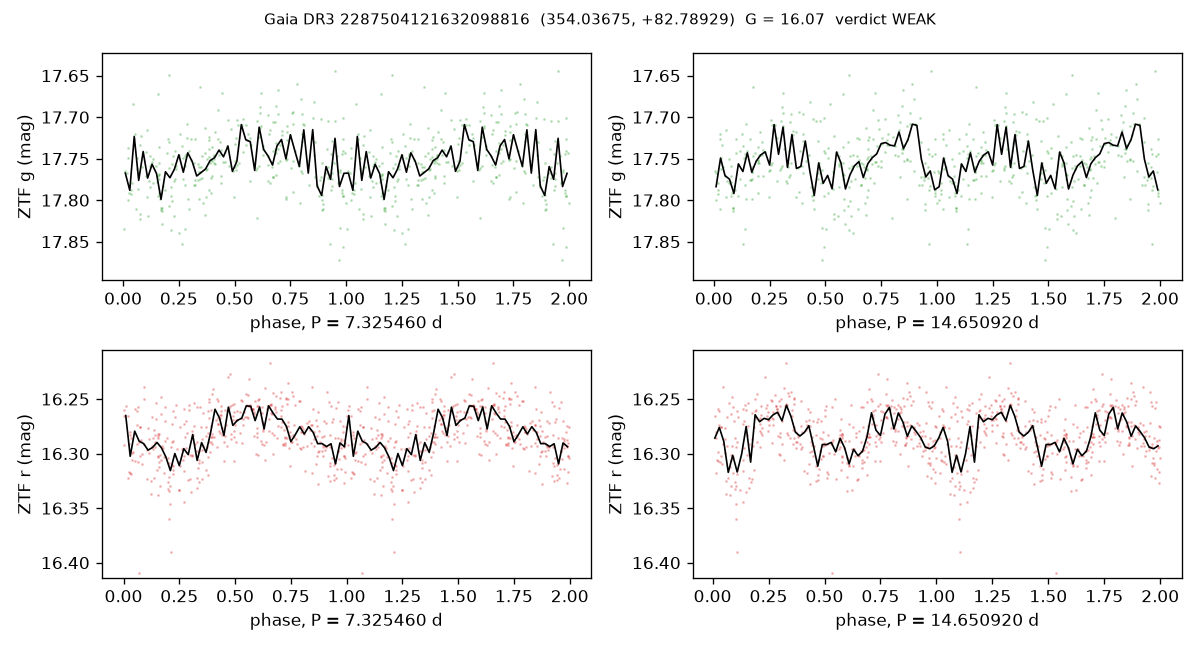 Gaia DR3 2287504121632098816 (354.03675, +82.78929) G = 16.07 verdict WEAK
17.65
17.70
17.75
17.80
17.85
ZTF g (mag)
0.00 0.25 0.50 0.75 1.00 1.25 1.50 1.75 2.00
phase, P = 7.325460 d
17.65
17.70
17.75
17.80
17.85
ZTF g (mag)
0.00 0.25 0.50 0.75 1.00 1.25 1.50 1.75 2.00
phase, P = 14.650920 d
16.25
16.30
16.35
16.40
ZTF r (mag)
0.00 0.25 0.50 0.75 1.00 1.25 1.50 1.75 2.00
phase, P = 7.325460 d
16.25
16.30
16.35
16.40
ZTF r (mag)
0.00 0.25 0.50 0.75 1.00 1.25 1.50 1.75 2.00
phase, P = 14.650920 d